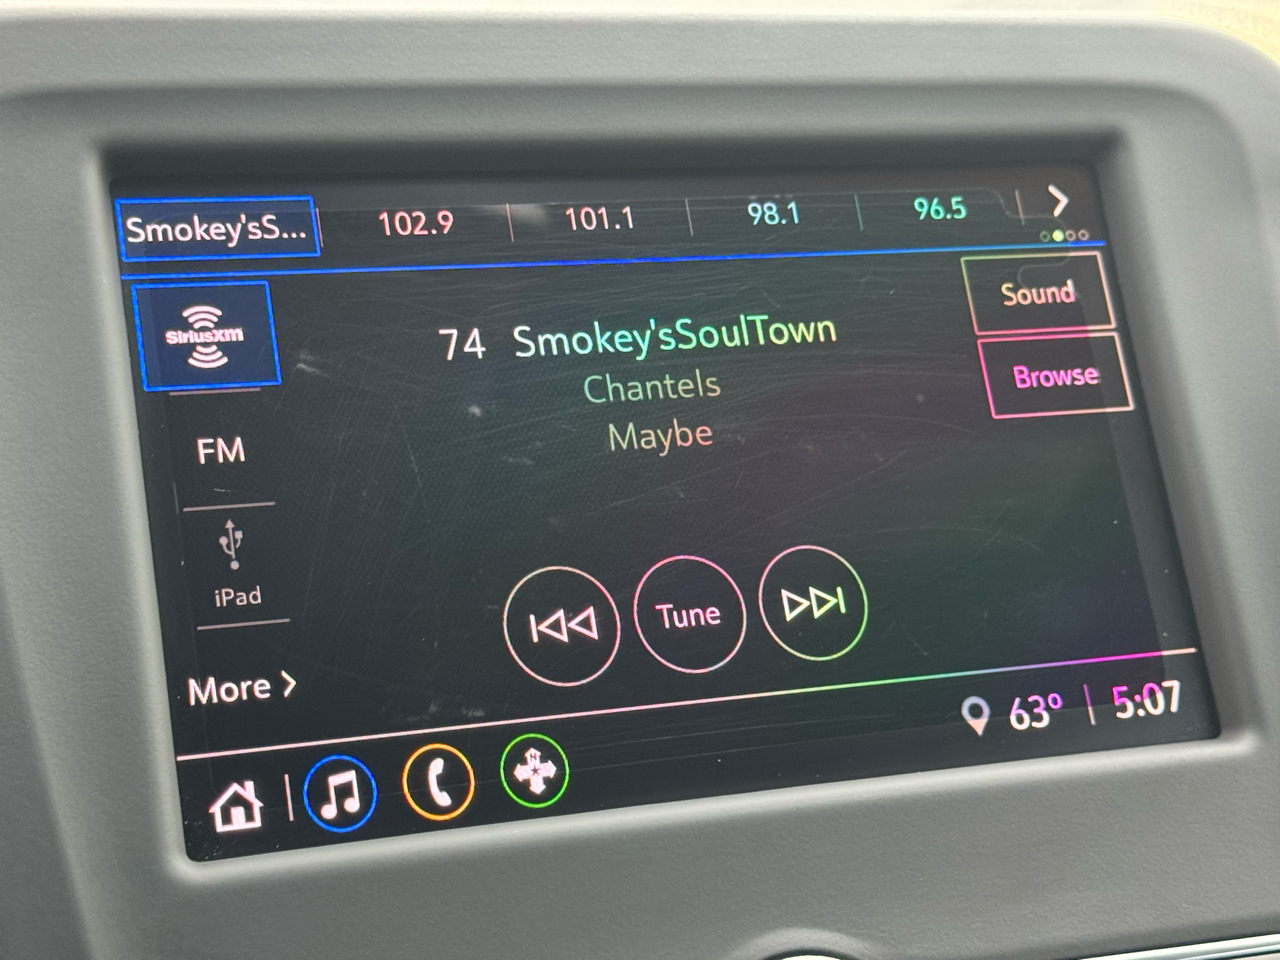 Smokey'sS... 102.9 101.1 98.1 96.5
SiriusXM
74 Smokey'sSoulTown
Chantels
Maybe
Sound
Browse
FM
iPad
More
Tune
63° 5:07
N